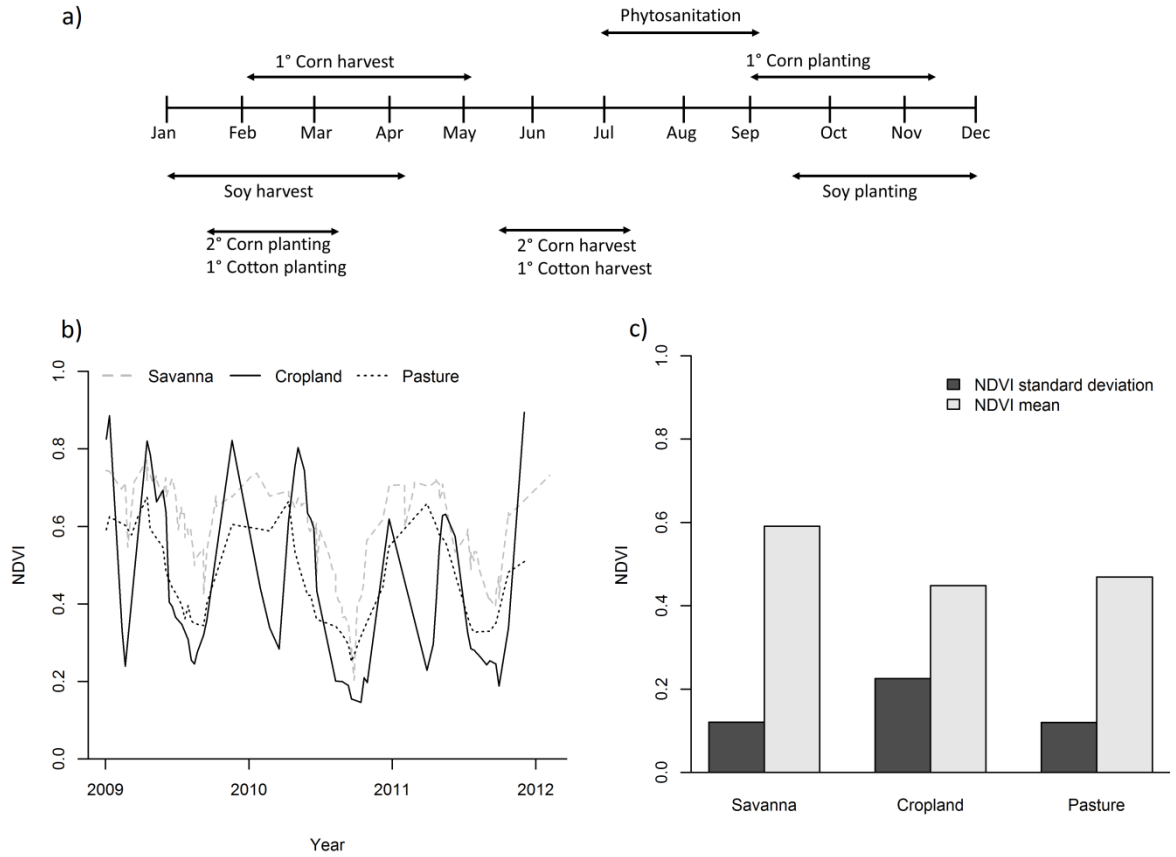 a)
Phytosanitation
1° Corn harvest
1° Corn planting
Jan Feb Mar Apr May Jun Jul Aug Sep Oct Nov Dec
Soy harvest
Soy planting
2° Corn planting
1° Cotton planting
2° Corn harvest
1° Cotton harvest
b)
Savanna Cropland Pasture
1.0
0.8
0.6
0.4
0.2
0.0
NDVI
2009 2010 2011 2012
Year
c)
NDVI standard deviation
NDVI mean
1.0
0.8
0.6
0.4
0.2
0.0
NDVI
Savanna Cropland Pasture